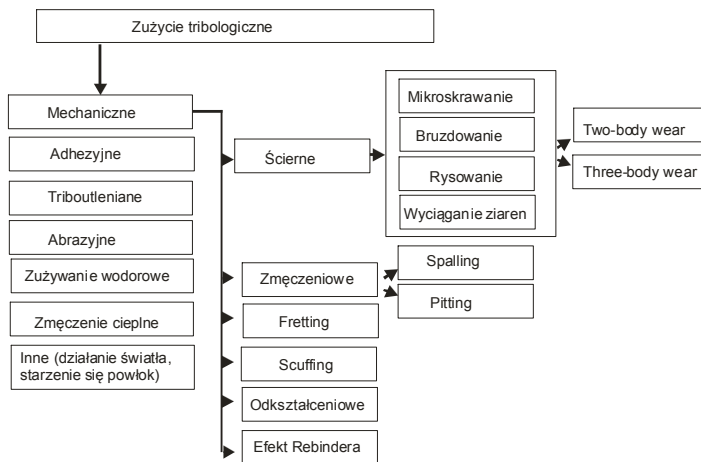 Zużycie tribologiczne
Mechaniczne
Adhezyjne
Triboutleniane
Abrazyjne
Zużywanie wodorowe
Zmęczenie cieplne
Inne (działanie światła,
starzenie się powłok)
Ścierne
Zmęczeniowe
Fretting
Scuffing
Odkształceniowe
Efekt Rebindera
Mikroskrawanie
Bruzdowanie
Rysowanie
Wyciąganie ziaren
Spalling
Pitting
Two-body wear
Three-body wear